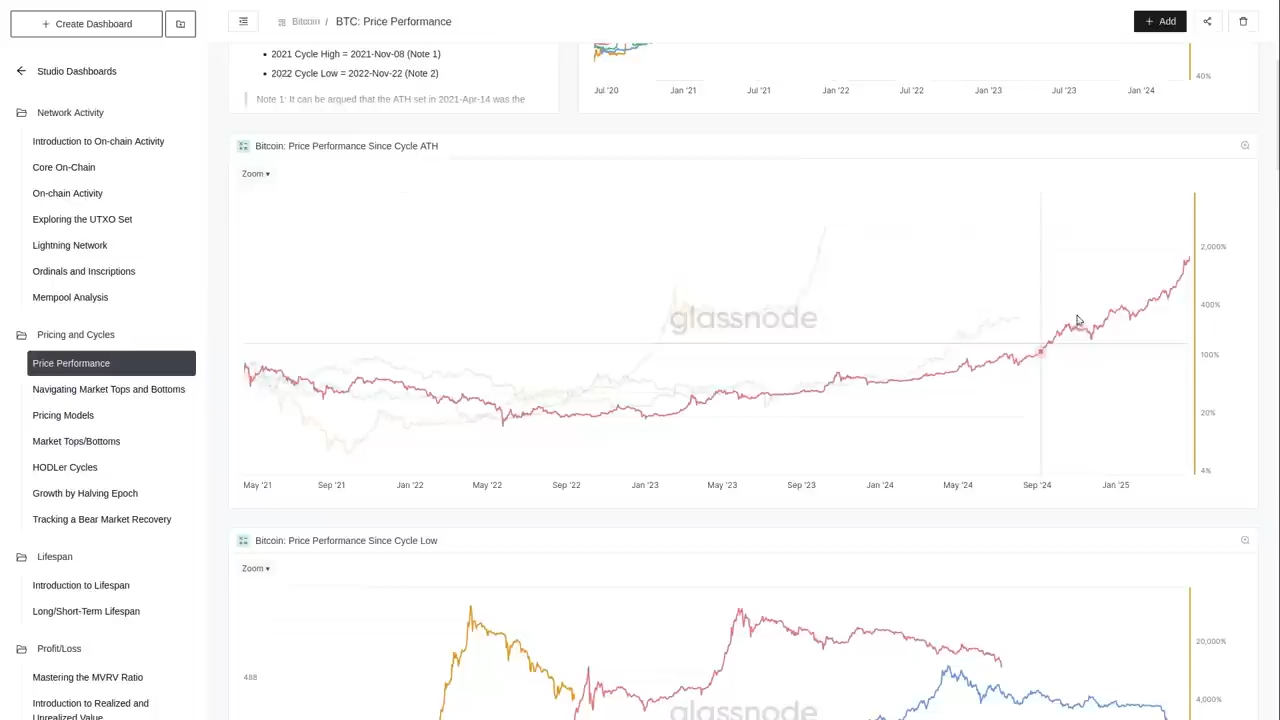 Create Dashboard
Studio Dashboards
Network Activity
Introduction to On-chain Activity
Core On-Chain
On-chain Activity
Exploring the UTXO Set
Lightning Network
Ordinals and Inscriptions
Mempool Analysis
Pricing and Cycles
Price Performance
Navigating Market Tops and Bottoms
Pricing Models
Market Tops/Bottoms
HODLer Cycles
Growth by Halving Epoch
Tracking a Bear Market Recovery
Lifespan
Introduction to Lifespan
Long/Short-Term Lifespan
Profit/Loss
Mastering the MVRV Ratio
Introduction to Realized and
Unrealized Value
Bitcoin / BTC: Price Performance
+ Add
• 2021 Cycle High = 2021-Nov-08 (Note 1)
• 2022 Cycle Low = 2022-Nov-22 (Note 2)
Note 1: It can be argued that the ATH set in 2021-Apr-14 was the
40%
Jul '20 Jan '21 Jul '21 Jan '22 Jul '22 Jan '23 Jul '23 Jan '24
Bitcoin: Price Performance Since Cycle ATH
Zoom ▾
glassnode
2,000%
400%
100%
20%
4%
May '21 Sep '21 Jan '22 May '22 Sep '22 Jan '23 May '23 Sep '23 Jan '24 May '24 Sep '24 Jan '25
Bitcoin: Price Performance Since Cycle Low
Zoom ▾
488
glassnode
20,000%
4,000%